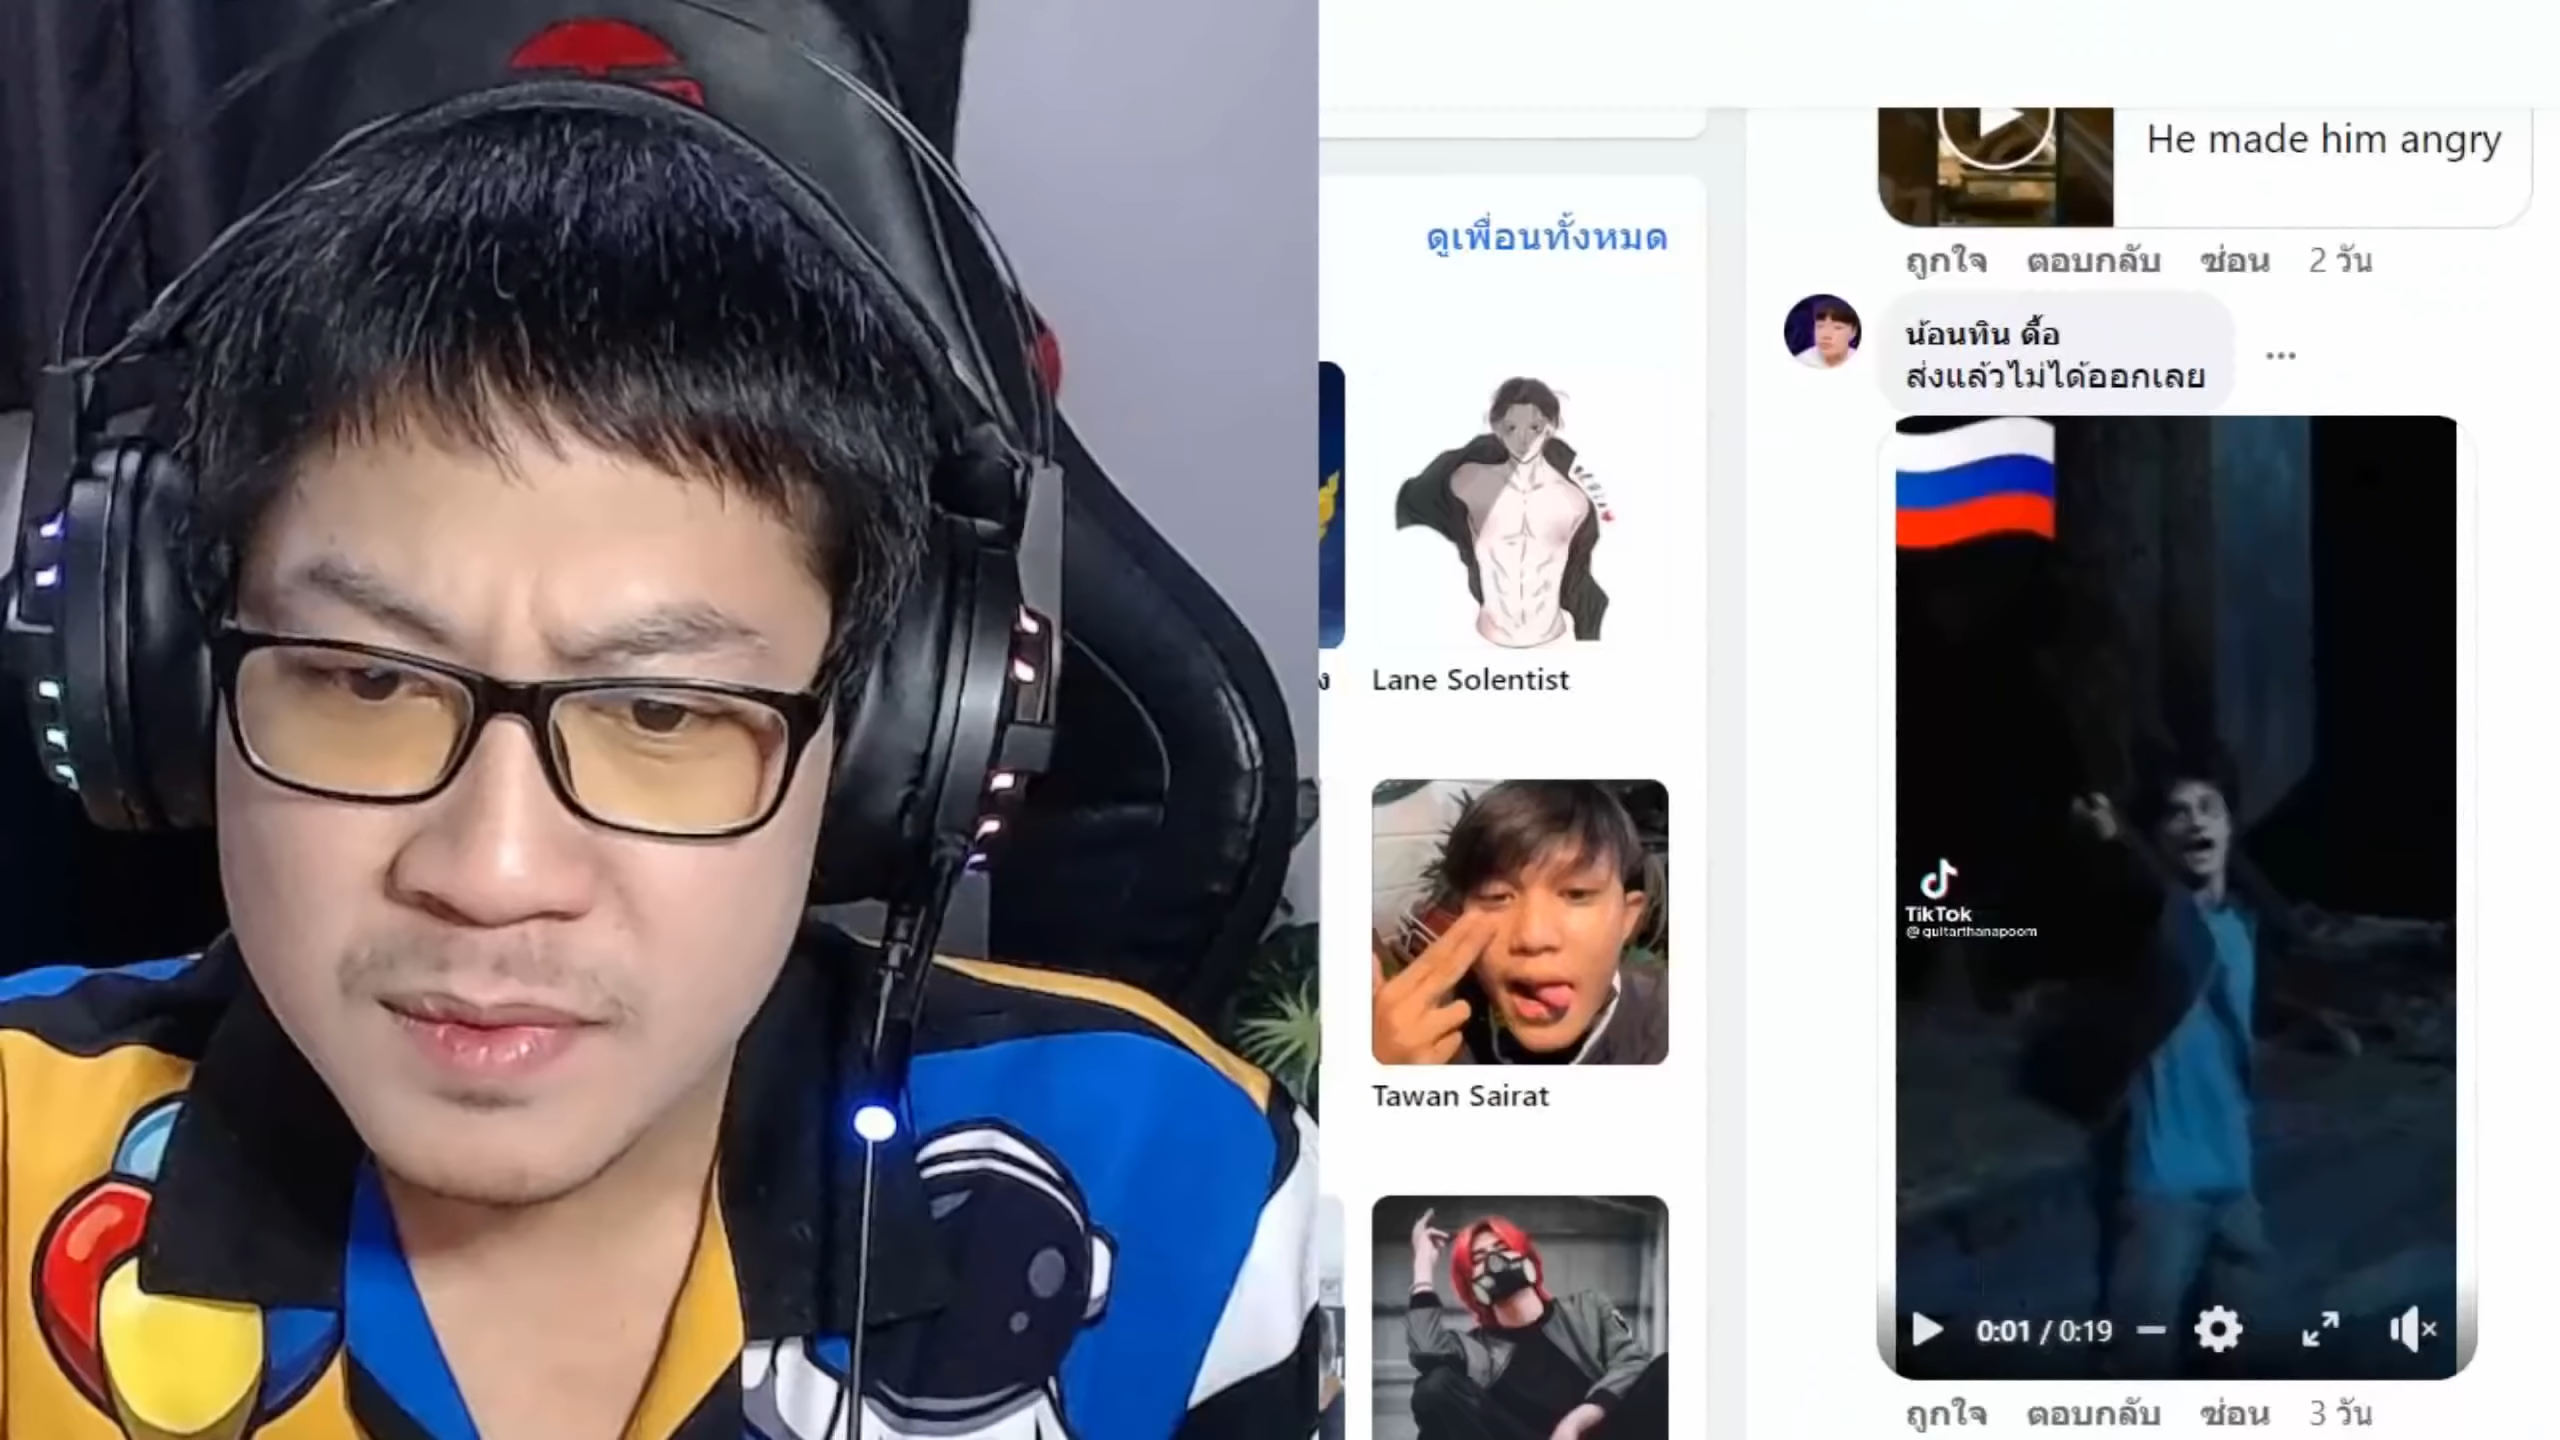 He made him angry
ถูกใจ ตอบกลับ ซ่อน 2 วัน
ดูเพื่อนทั้งหมด
น้อนทิน ดื้อ
ส่งแล้วไม่ได้ออกเลย
Lane Solentist
TikTok
@guitarthanapoom
Tawan Sairat
0:01 / 0:19
ถูกใจ ตอบกลับ ซ่อน 3 วัน